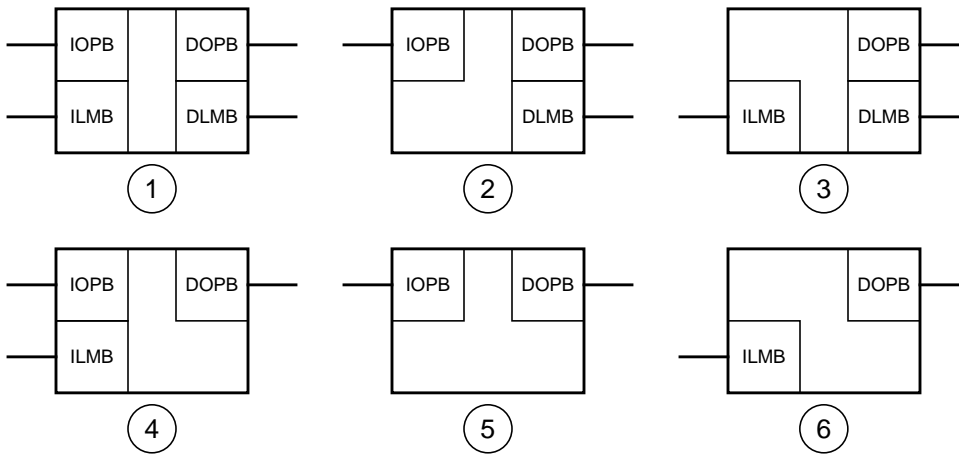 IOPB DOPB IOPB DOPB DOPB
ILMB DLMB DLMB ILMB DLMB
1 2 3
IOPB DOPB IOPB DOPB DOPB
ILMB ILMB
4 5 6